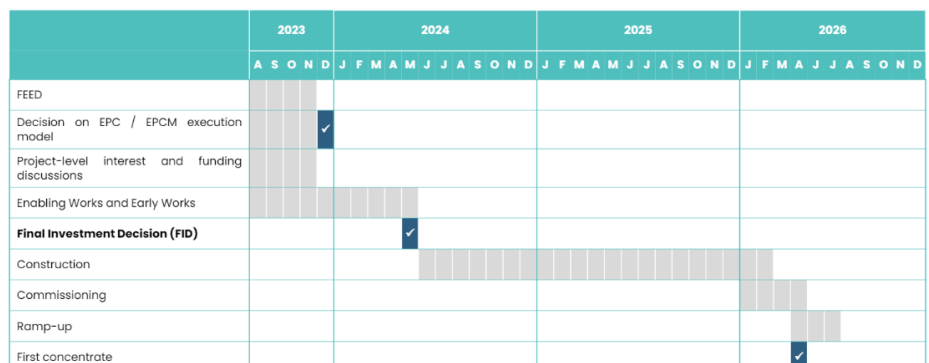 2023 2024 2025 2026
A S O N D J F M A M J J A S O N D J F M A M J J A S O N D J F M A M J J A S O N D
FEED
Decision on EPC / EPCM execution
model
✓
Project-level interest and funding
discussions
Enabling Works and Early Works
Final Investment Decision (FID)
✓
Construction
Commissioning
Ramp-up
First concentrate
✓